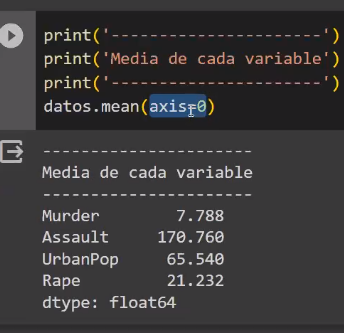 print('----------------------')
print('Media de cada variable')
print('----------------------')
datos.mean(axis=0)
----------------------
Media de cada variable
----------------------
Murder 7.788
Assault 170.760
UrbanPop 65.540
Rape 21.232
dtype: float64